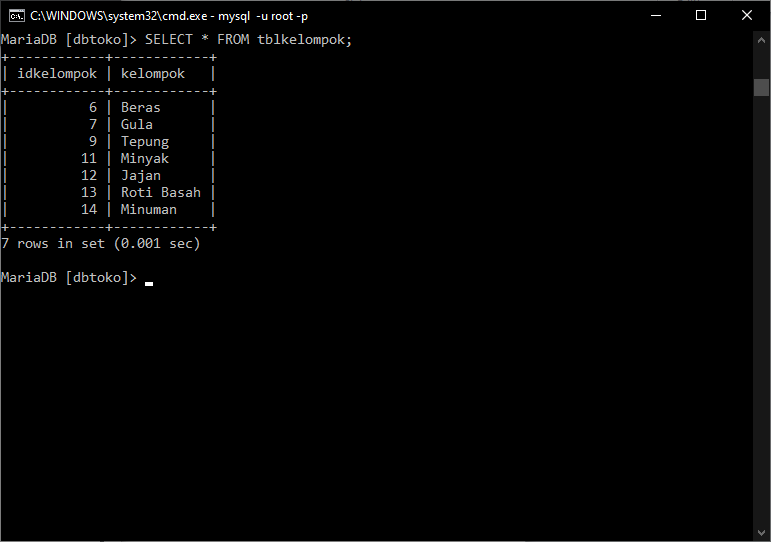 C:\WINDOWS\system32\cmd.exe - mysql  -u root -p
MariaDB [dbtoko]> SELECT * FROM tblkelompok;
+------------+------------+
| idkelompok | kelompok   |
+------------+------------+
|          6 | Beras      |
|          7 | Gula       |
|          9 | Tepung     |
|         11 | Minyak     |
|         12 | Jajan      |
|         13 | Roti Basah |
|         14 | Minuman    |
+------------+------------+
7 rows in set (0.001 sec)
MariaDB [dbtoko]>